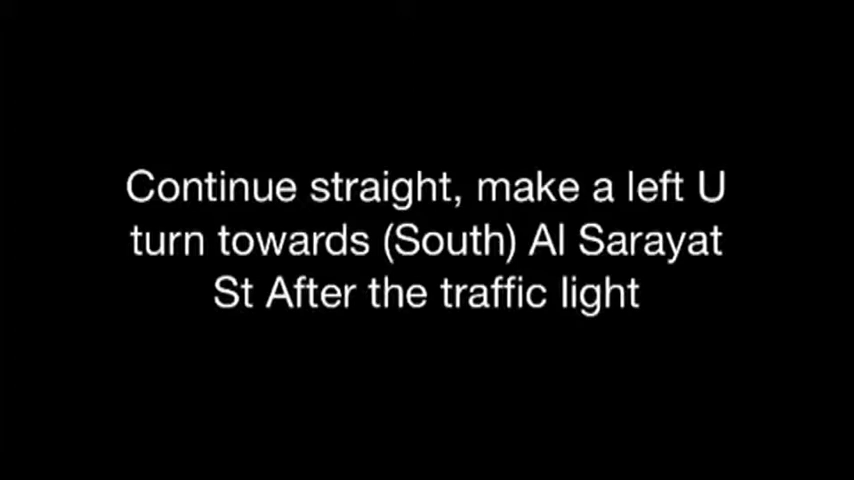 Continue straight, make a left U
turn towards (South) Al Sarayat
St After the traffic light